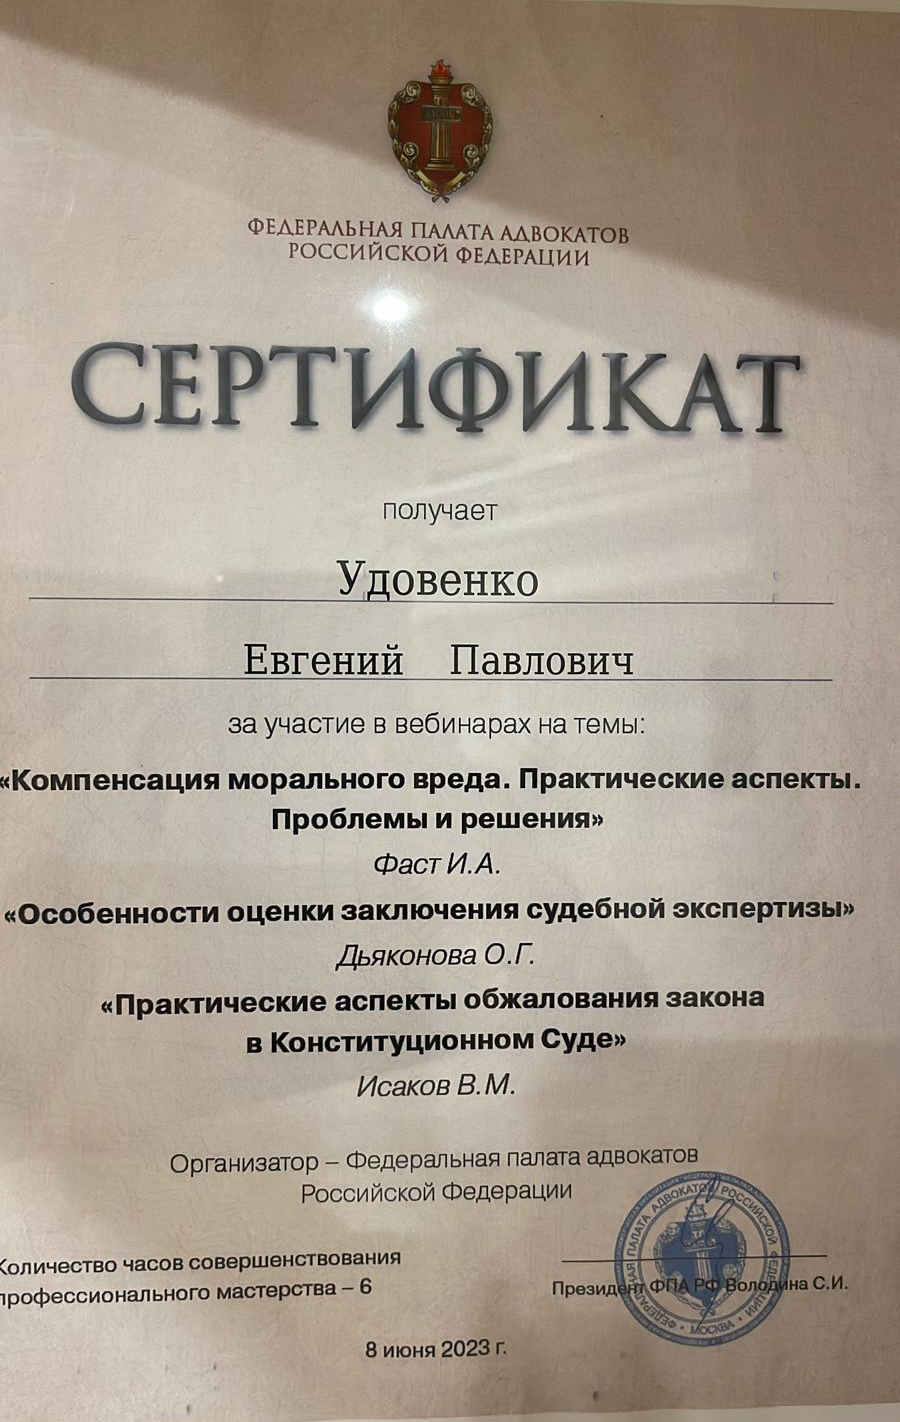 ФЕДЕРАЛЬНАЯ ПАЛАТА АДВОКАТОВ
РОССИЙСКОЙ ФЕДЕРАЦИИ
СЕРТИФИКАТ
получает
Удовенко
Евгений Павлович
за участие в вебинарах на темы:
«Компенсация морального вреда. Практические аспекты.
Проблемы и решения»
Фаст И.А.
«Особенности оценки заключения судебной экспертизы»
Дьяконова О.Г.
«Практические аспекты обжалования закона
в Конституционном Суде»
Исаков В.М.
Организатор – Федеральная палата адвокатов
Российской Федерации
Количество часов совершенствования
профессионального мастерства – 6
Президент ФПА РФ Володина С.И.
ФЕДЕРАЛЬНАЯ ПАЛАТА АДВОКАТОВ РОССИЙСКОЙ ФЕДЕРАЦИИ • МОСКВА •
8 июня 2023 г.